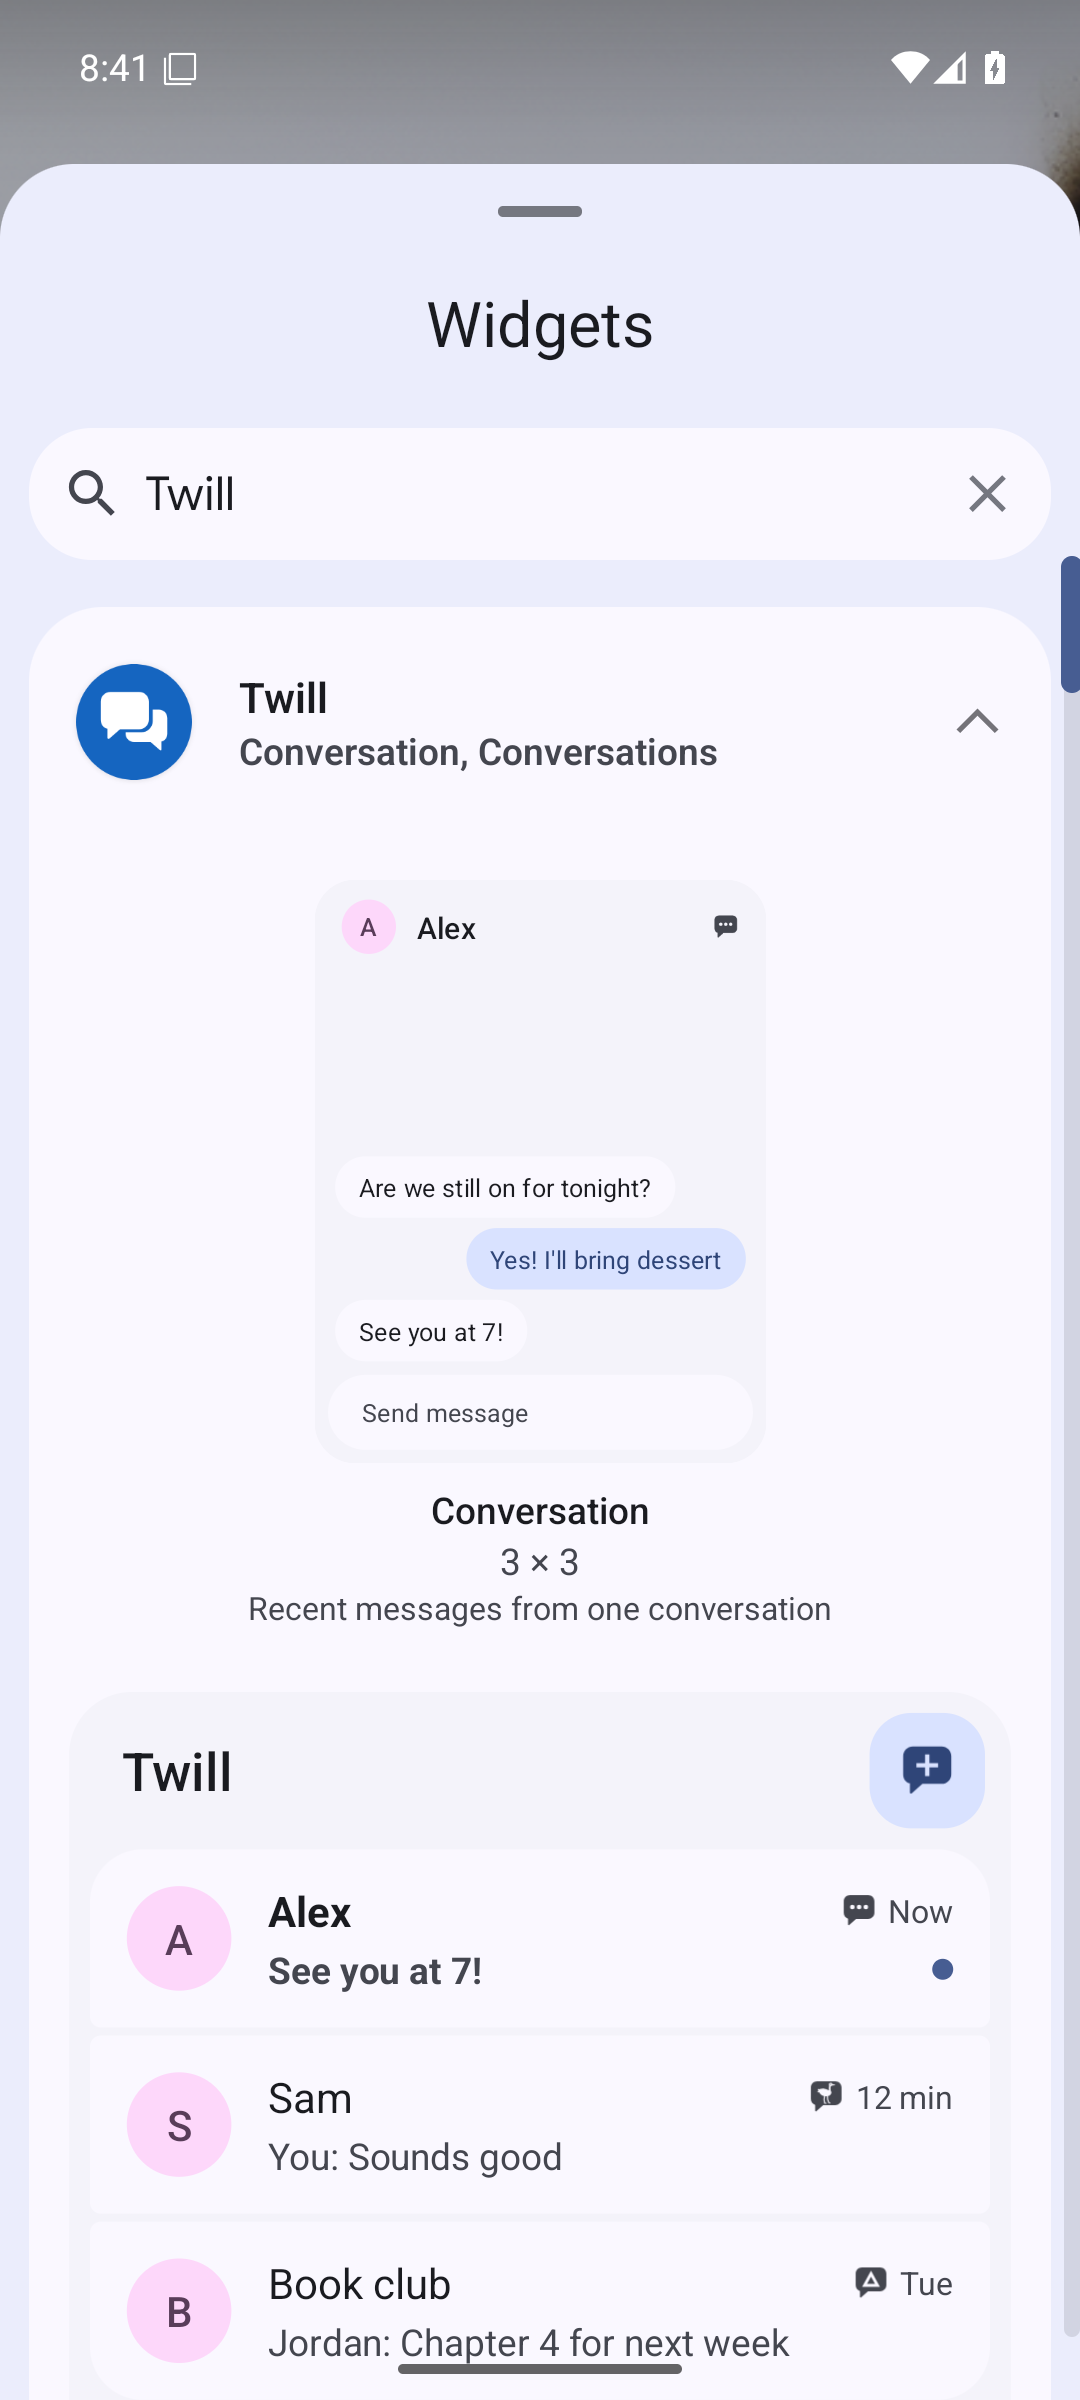 8:41
Widgets
Twill
Twill
Conversation, Conversations
A Alex
Are we still on for tonight?
Yes! I'll bring dessert
See you at 7!
Send message
Conversation
3 × 3
Recent messages from one conversation
Twill
A Alex Now
See you at 7!
S Sam 12 min
You: Sounds good
B Book club Tue
Jordan: Chapter 4 for next week